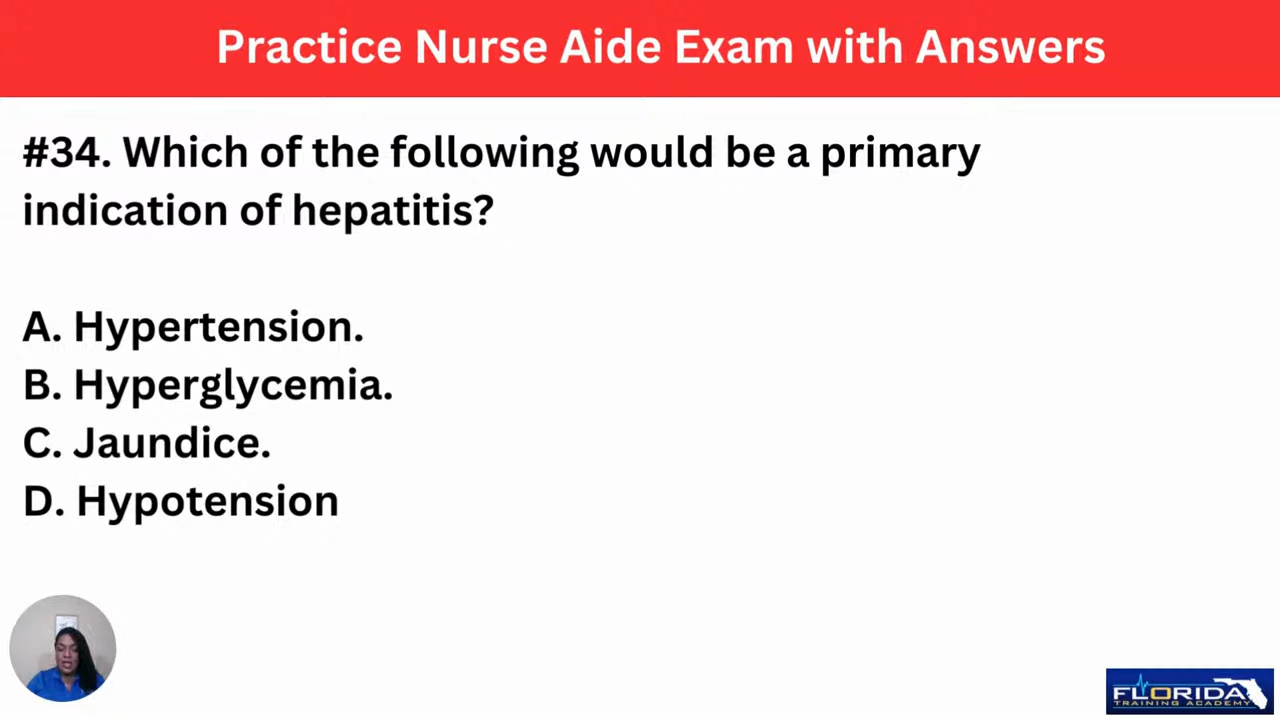 Practice Nurse Aide Exam with Answers
#34. Which of the following would be a primary
indication of hepatitis?
A. Hypertension.
B. Hyperglycemia.
C. Jaundice.
D. Hypotension
FLORIDA
TRAINING ACADEMY